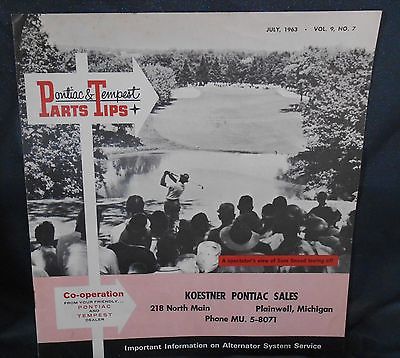 JULY, 1963 • VOL. 9, NO. 7
Pontiac & Tempest
PARTS TIPS
A spectator's view of Sam Snead teeing off
Co-operation
FROM YOUR FRIENDLY...
PONTIAC
AND
TEMPEST
DEALER
KOESTNER PONTIAC SALES
218 North Main Plainwell, Michigan
Phone MU. 5-8071
Important Information on Alternator System Service